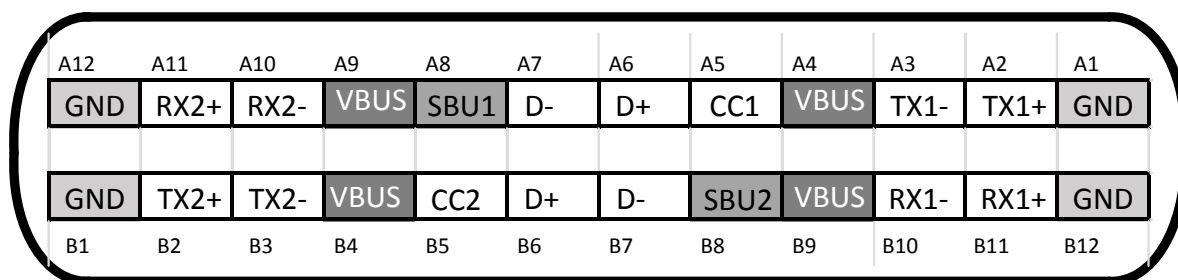 A12 A11 A10 A9 A8 A7 A6 A5 A4 A3 A2 A1
GND RX2+ RX2- VBUS SBU1 D- D+ CC1 VBUS TX1- TX1+ GND
GND TX2+ TX2- VBUS CC2 D+ D- SBU2 VBUS RX1- RX1+ GND
B1 B2 B3 B4 B5 B6 B7 B8 B9 B10 B11 B12